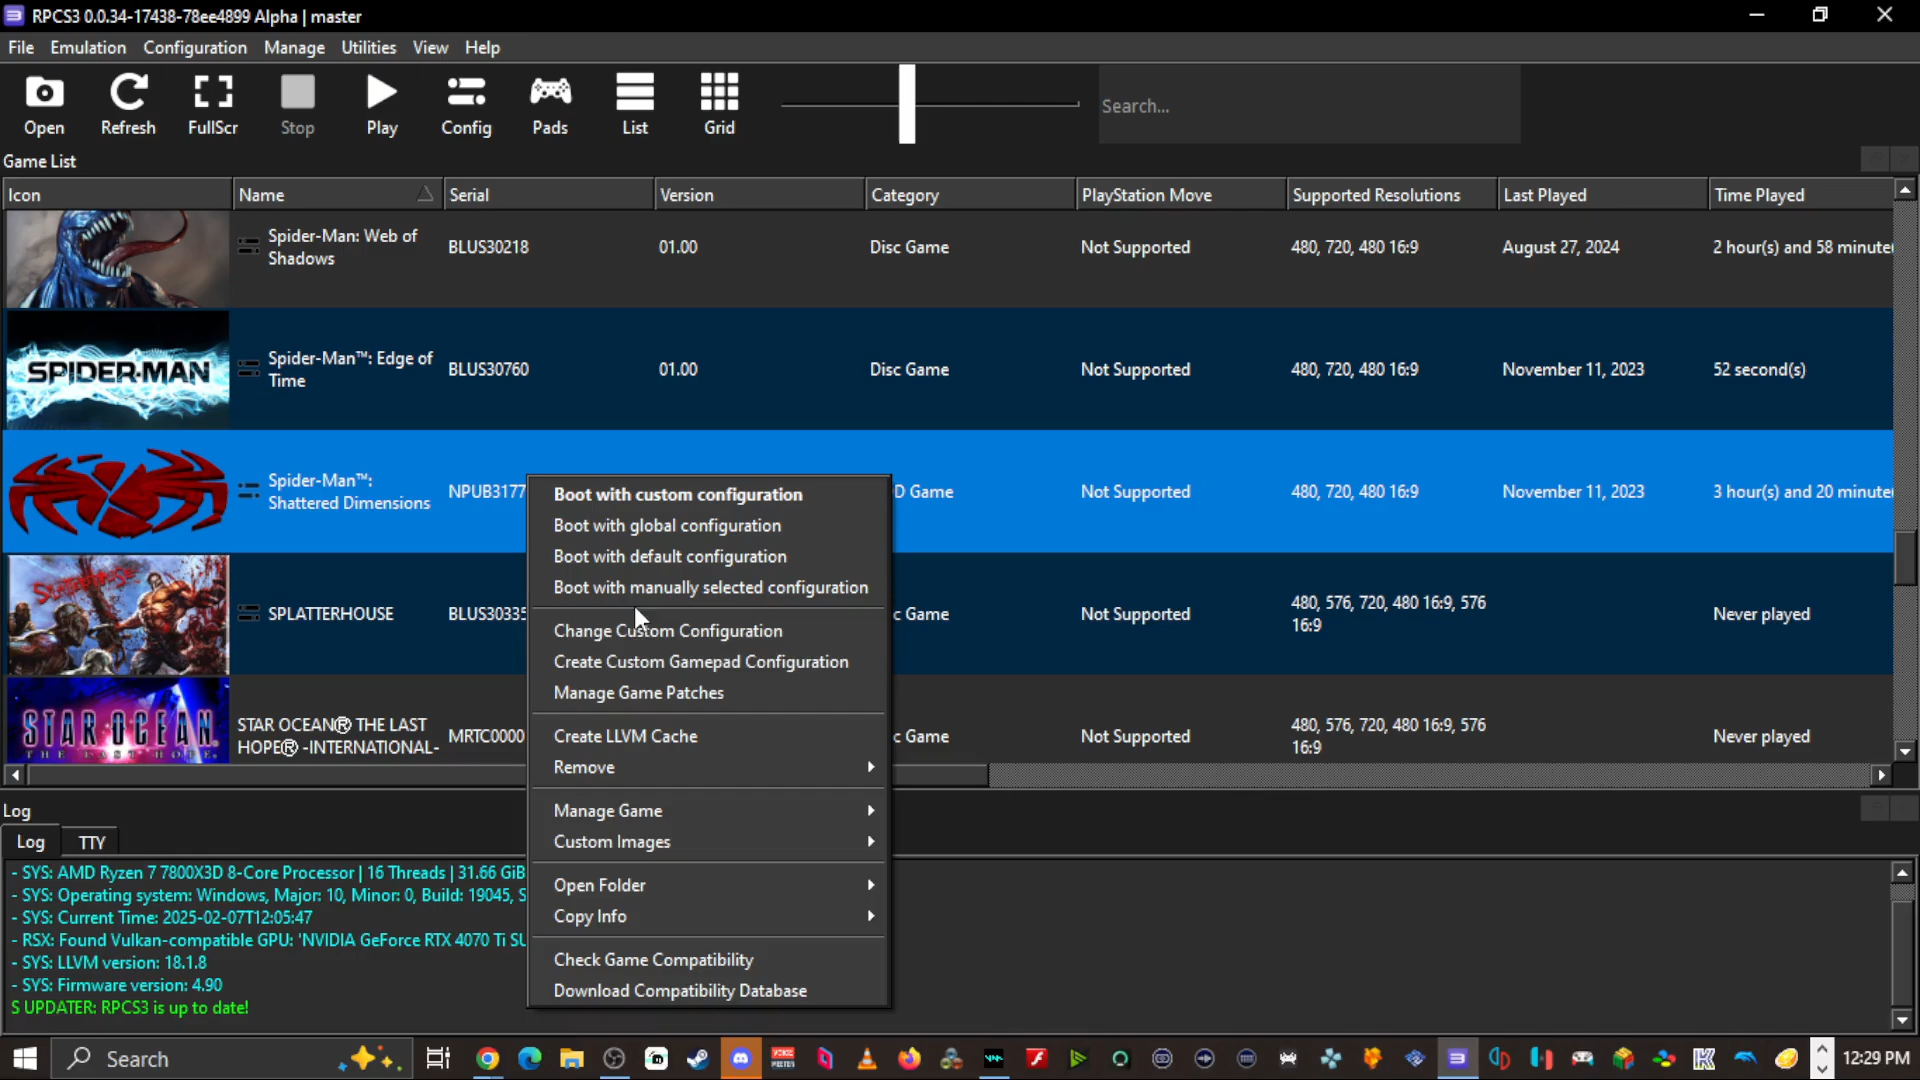 RPCS3 0.0.34-17438-78ee4899 Alpha | master
File Emulation Configuration Manage Utilities View Help
Open Refresh FullScr Stop Play Config Pads List Grid
Search...
Game List
Icon Name Serial Version Category PlayStation Move Supported Resolutions Last Played Time Played
Spider-Man: Web of
Shadows
BLUS30218 01.00 Disc Game Not Supported 480, 720, 480 16:9 August 27, 2024 2 hour(s) and 58 minute
SPIDER-MAN
Spider-Man™: Edge of
Time
BLUS30760 01.00 Disc Game Not Supported 480, 720, 480 16:9 November 11, 2023 52 second(s)
Spider-Man™:
Shattered Dimensions
NPUB3177 D Game Not Supported 480, 720, 480 16:9 November 11, 2023 3 hour(s) and 20 minute
SPLATTERHOUSE
SPLATTERHOUSE BLUS30335 c Game Not Supported
480, 576, 720, 480 16:9, 576
16:9
Never played
STAR OCEAN
THE LAST HOPE
STAR OCEAN® THE LAST
HOPE® -INTERNATIONAL-
MRTC0000 c Game Not Supported
480, 576, 720, 480 16:9, 576
16:9
Never played
Boot with custom configuration
Boot with global configuration
Boot with default configuration
Boot with manually selected configuration
Change Custom Configuration
Create Custom Gamepad Configuration
Manage Game Patches
Create LLVM Cache
Remove
Manage Game
Custom Images
Open Folder
Copy Info
Check Game Compatibility
Download Compatibility Database
Log
Log TTY
- SYS: AMD Ryzen 7 7800X3D 8-Core Processor | 16 Threads | 31.66 GiB
- SYS: Operating system: Windows, Major: 10, Minor: 0, Build: 19045, S
- SYS: Current Time: 2025-02-07T12:05:47
- RSX: Found Vulkan-compatible GPU: 'NVIDIA GeForce RTX 4070 Ti SU
- SYS: LLVM version: 18.1.8
- SYS: Firmware version: 4.90
S UPDATER: RPCS3 is up to date!
Search
12:29 PM